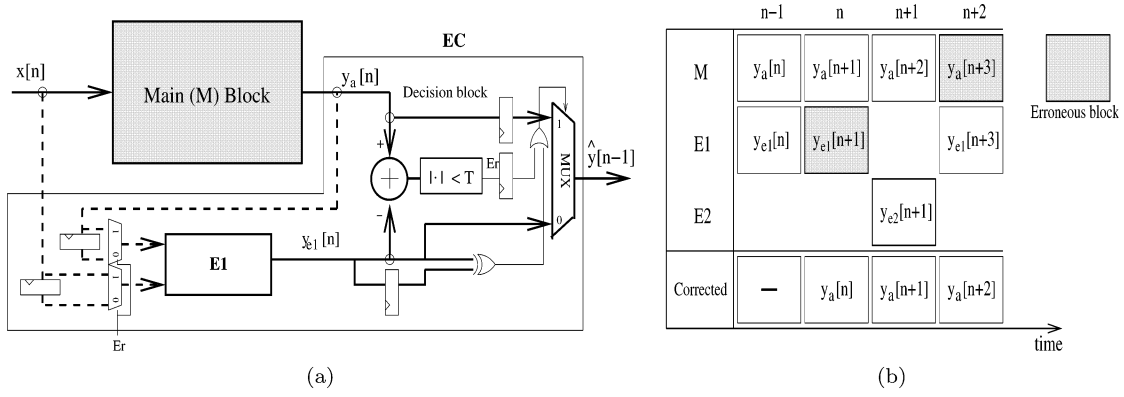 x[n]
Main (M) Block
y_a [n]
EC
Decision block
+
+
Er
|·| < T
−
1
MUX
0
ŷ[n−1]
1
0
1
0
E1
y_e1 [n]
Er
(a)
n−1 n n+1 n+2
M y_a[n] y_a[n+1] y_a[n+2] y_a[n+3]
Erroneous block
E1 y_e1[n] y_e1[n+1] y_e1[n+3]
E2 y_e2[n+1]
Corrected − y_a[n] y_a[n+1] y_a[n+2]
time
(b)